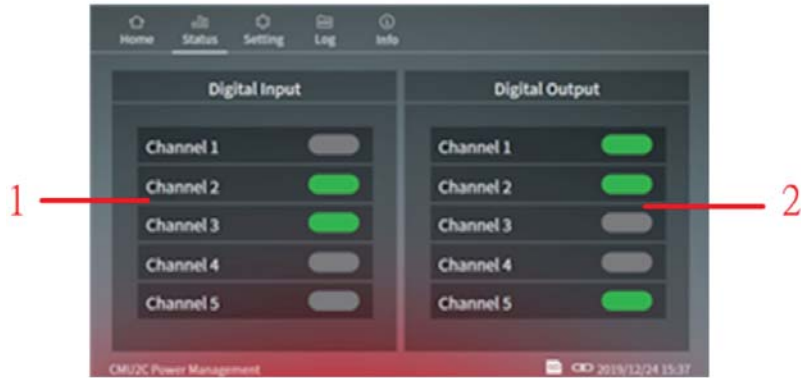 Home Status Setting Log Info
Digital Input
Channel 1
Channel 2
Channel 3
Channel 4
Channel 5
Digital Output
Channel 1
Channel 2
Channel 3
Channel 4
Channel 5
1
2
CMU2C Power Management
2019/12/24 15:37